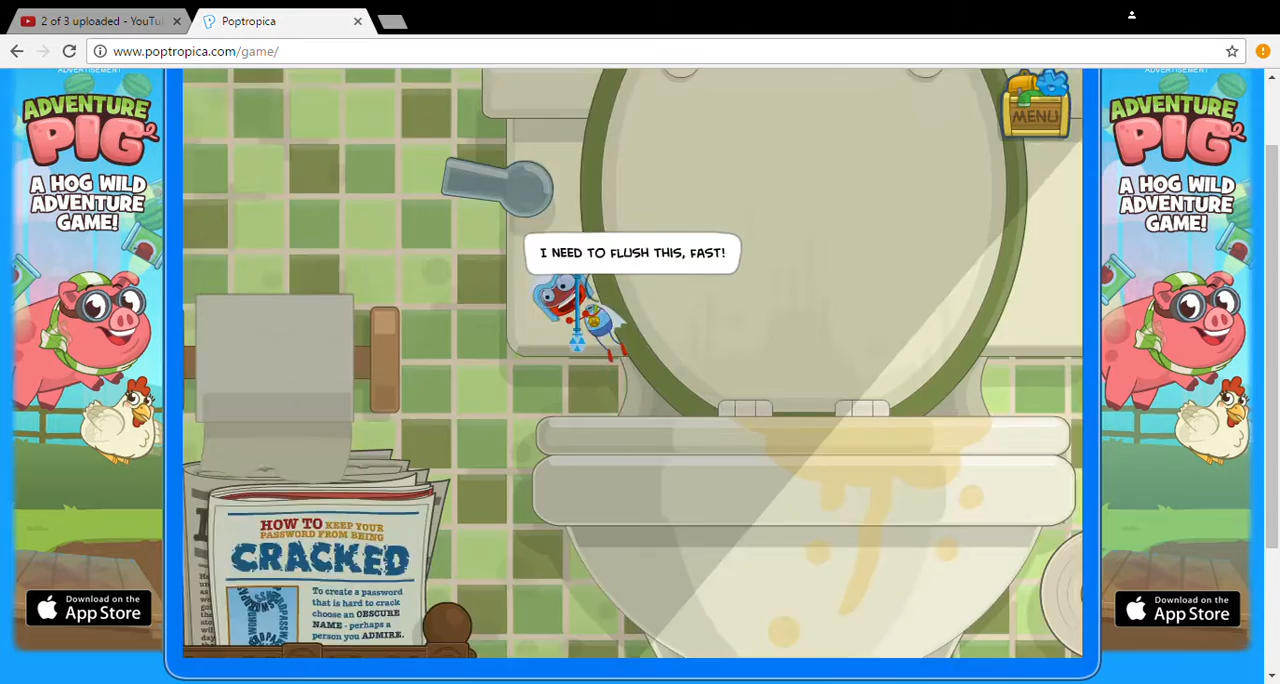 2 of 3 uploaded - YouTu
Poptropica
www.poptropica.com/game/
ADVERTISEMENT
ADVENTURE
PIG
A HOG WILD
ADVENTURE
GAME!
Download on the
App Store
MENU
I NEED TO FLUSH THIS, FAST!
HOW TO KEEP YOUR
PASSWORD FROM BEING
CRACKED
To create a password
that is hard to crack
choose an OBSCURE
NAME - perhaps a
person you ADMIRE.
ADVERTISEMENT
ADVENTURE
PIG
A HOG WILD
ADVENTURE
GAME!
Download on the
App Store